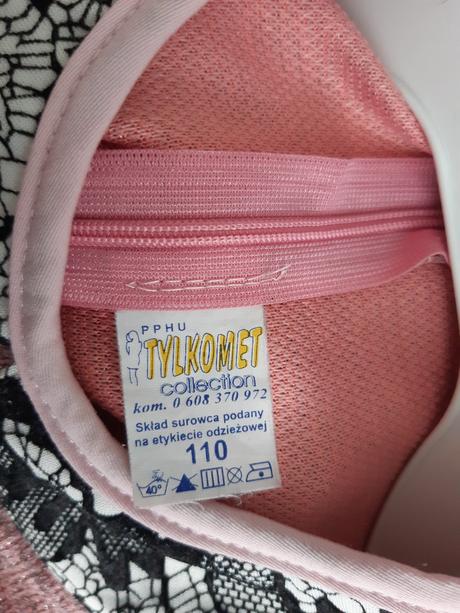 PPHU
TYLKOMET
collection
kom. 0 608 370 972
Skład surowca podany
na etykiecie odzieżowej
110
40°